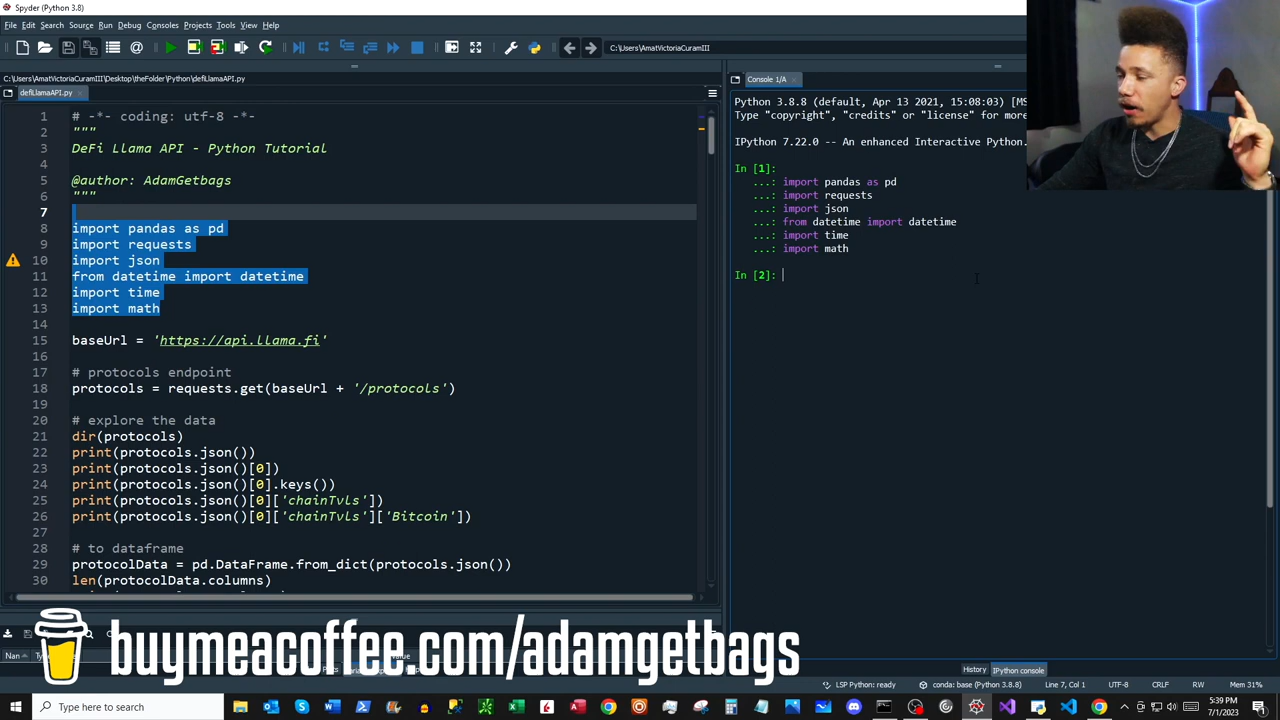 Spyder (Python 3.8)
File Edit Search Source Run Debug Consoles Projects Tools View Help
C:\Users\AmatVictoriaCuramIII
C:\Users\AmatVictoriaCuramIII\Desktop\theFolder\Python\defiLlamaAPI.py
defiLlamaAPI.py
1 # -*- coding: utf-8 -*-
2 """
3 DeFi Llama API - Python Tutorial
4
5 @author: AdamGetbags
6 """
7
8 import pandas as pd
9 import requests
10 import json
11 from datetime import datetime
12 import time
13 import math
14
15 baseUrl = 'https://api.llama.fi'
16
17 # protocols endpoint
18 protocols = requests.get(baseUrl + '/protocols')
19
20 # explore the data
21 dir(protocols)
22 print(protocols.json())
23 print(protocols.json()[0])
24 print(protocols.json()[0].keys())
25 print(protocols.json()[0]['chainTvls'])
26 print(protocols.json()[0]['chainTvls']['Bitcoin'])
27
28 # to dataframe
29 protocolData = pd.DataFrame.from_dict(protocols.json())
30 len(protocolData.columns)
Console 1/A
Python 3.8.8 (default, Apr 13 2021, 15:08:03) [MS
Type "copyright", "credits" or "license" for more
IPython 7.22.0 -- An enhanced Interactive Python.
In [1]:
...: import pandas as pd
...: import requests
...: import json
...: from datetime import datetime
...: import time
...: import math
In [2]:
buymeacoffee.com/adamgetbags
History IPython console
LSP Python: ready conda: base (Python 3.8.8) Line 7, Col 1 UTF-8 CRLF RW Mem 31%
Type here to search
5:39 PM
7/1/2023